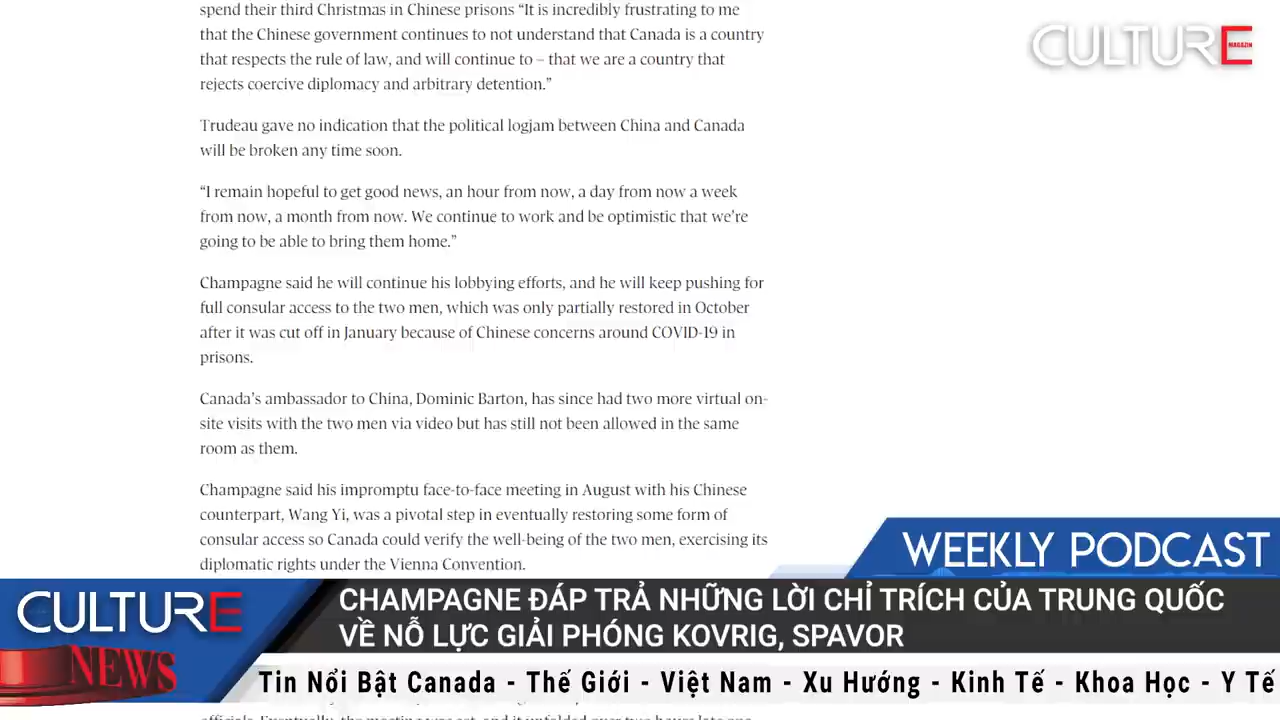 spend their third Christmas in Chinese prisons “It is incredibly frustrating to me
that the Chinese government continues to not understand that Canada is a country
that respects the rule of law, and will continue to – that we are a country that
rejects coercive diplomacy and arbitrary detention.”
Trudeau gave no indication that the political logjam between China and Canada
will be broken any time soon.
“I remain hopeful to get good news, an hour from now, a day from now a week
from now, a month from now. We continue to work and be optimistic that we’re
going to be able to bring them home.”
Champagne said he will continue his lobbying efforts, and he will keep pushing for
full consular access to the two men, which was only partially restored in October
after it was cut off in January because of Chinese concerns around COVID-19 in
prisons.
Canada’s ambassador to China, Dominic Barton, has since had two more virtual on-
site visits with the two men via video but has still not been allowed in the same
room as them.
Champagne said his impromptu face-to-face meeting in August with his Chinese
counterpart, Wang Yi, was a pivotal step in eventually restoring some form of
consular access so Canada could verify the well-being of the two men, exercising its
diplomatic rights under the Vienna Convention.
CULTURE
MAGAZIN
WEEKLY PODCAST
CULTURE
NEWS
CHAMPAGNE ĐÁP TRẢ NHỮNG LỜI CHỈ TRÍCH CỦA TRUNG QUỐC
VỀ NỖ LỰC GIẢI PHÓNG KOVRIG, SPAVOR
Tin Nổi Bật Canada - Thế Giới - Việt Nam - Xu Hướng - Kinh Tế - Khoa Học - Y Tế